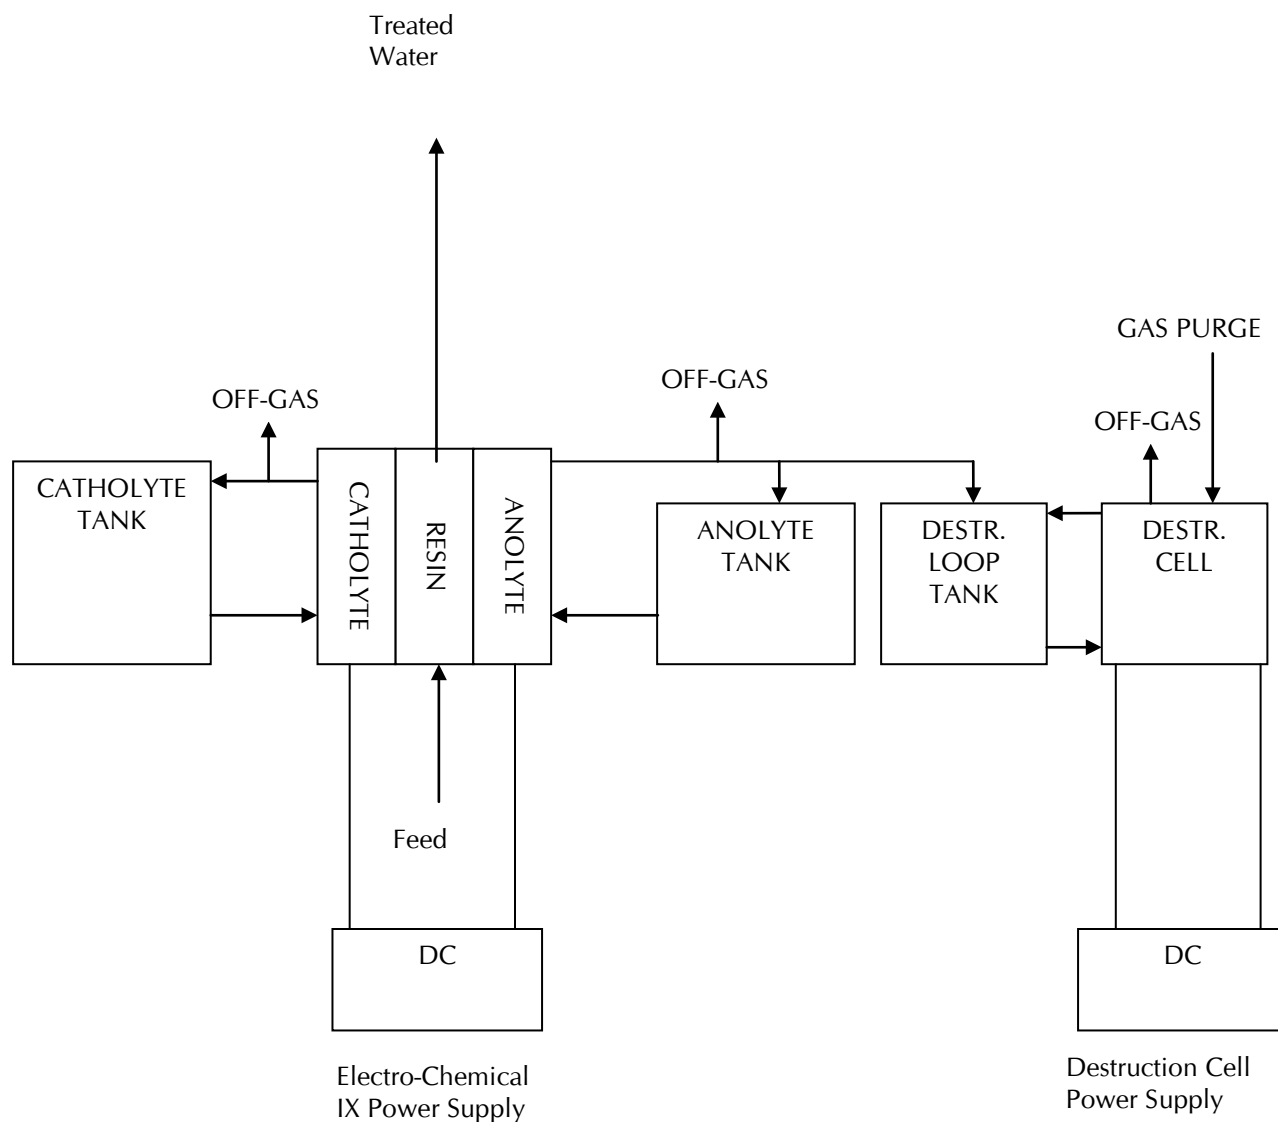 Treated
Water
GAS PURGE
OFF-GAS
OFF-GAS
OFF-GAS
CATHOLYTE
TANK
CATHOLYTE
RESIN
ANOLYTE
ANOLYTE
TANK
DESTR.
LOOP
TANK
DESTR.
CELL
Feed
DC
DC
Electro-Chemical
IX Power Supply
Destruction Cell
Power Supply